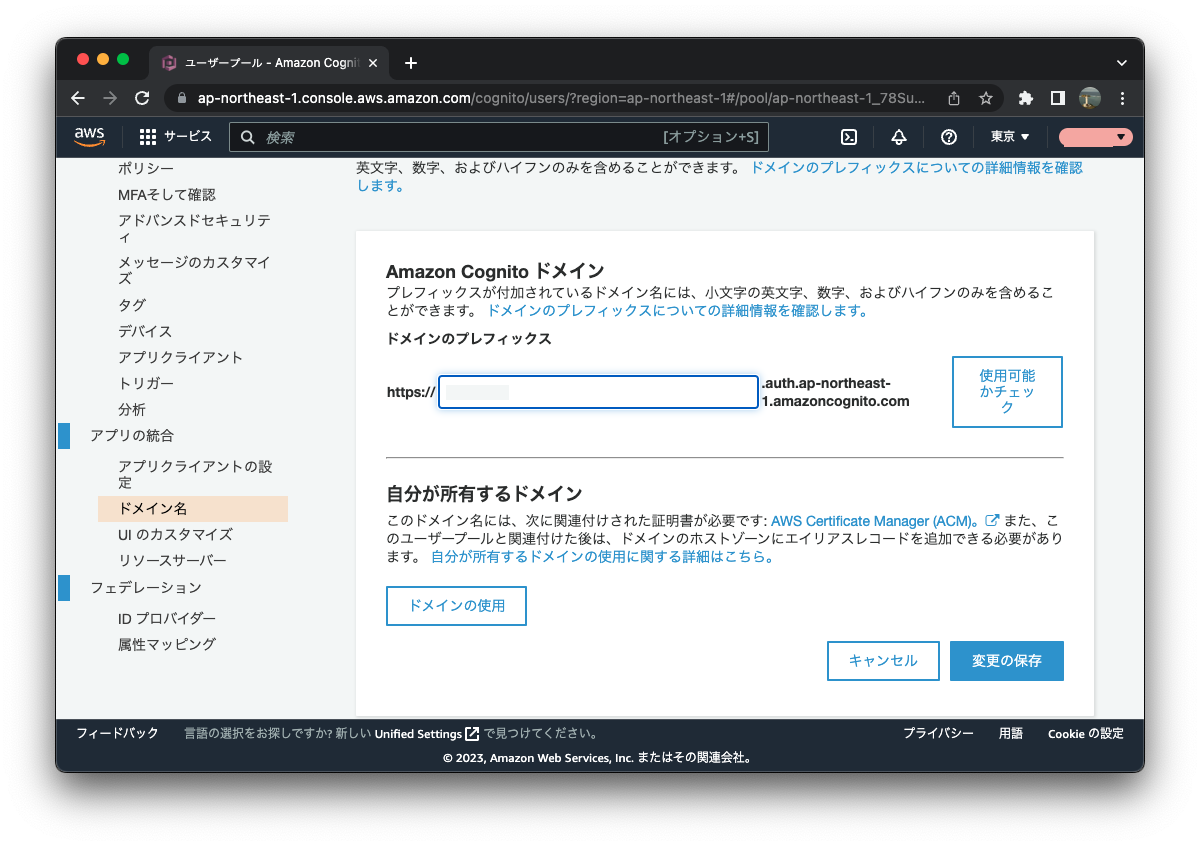 ユーザープール - Amazon Cogni
ap-northeast-1.console.aws.amazon.com/cognito/users/?region=ap-northeast-1#/pool/ap-northeast-1_78Su...
aws
サービス
検索
[オプション+S]
東京
ポリシー
MFAそして確認
アドバンスドセキュリテ
ィ
メッセージのカスタマイ
ズ
タグ
デバイス
アプリクライアント
トリガー
分析
アプリの統合
アプリクライアントの設
定
ドメイン名
UI のカスタマイズ
リソースサーバー
フェデレーション
ID プロバイダー
属性マッピング
英文字、数字、およびハイフンのみを含めることができます。 ドメインのプレフィックスについての詳細情報を確認
します。
Amazon Cognito ドメイン
プレフィックスが付加されているドメイン名には、小文字の英文字、数字、およびハイフンのみを含めるこ
とができます。 ドメインのプレフィックスについての詳細情報を確認します。
ドメインのプレフィックス
https://
.auth.ap-northeast-
1.amazoncognito.com
使用可能
かチェッ
ク
自分が所有するドメイン
このドメイン名には、次に関連付けされた証明書が必要です: AWS Certificate Manager (ACM)。 また、こ
のユーザープールと関連付けた後は、ドメインのホストゾーンにエイリアスレコードを追加できる必要があり
ます。 自分が所有するドメインの使用に関する詳細はこちら。
ドメインの使用
キャンセル
変更の保存
フィードバック
言語の選択をお探しですか? 新しい Unified Settings で見つけてください。
プライバシー
用語
Cookie の設定
© 2023, Amazon Web Services, Inc. またはその関連会社。